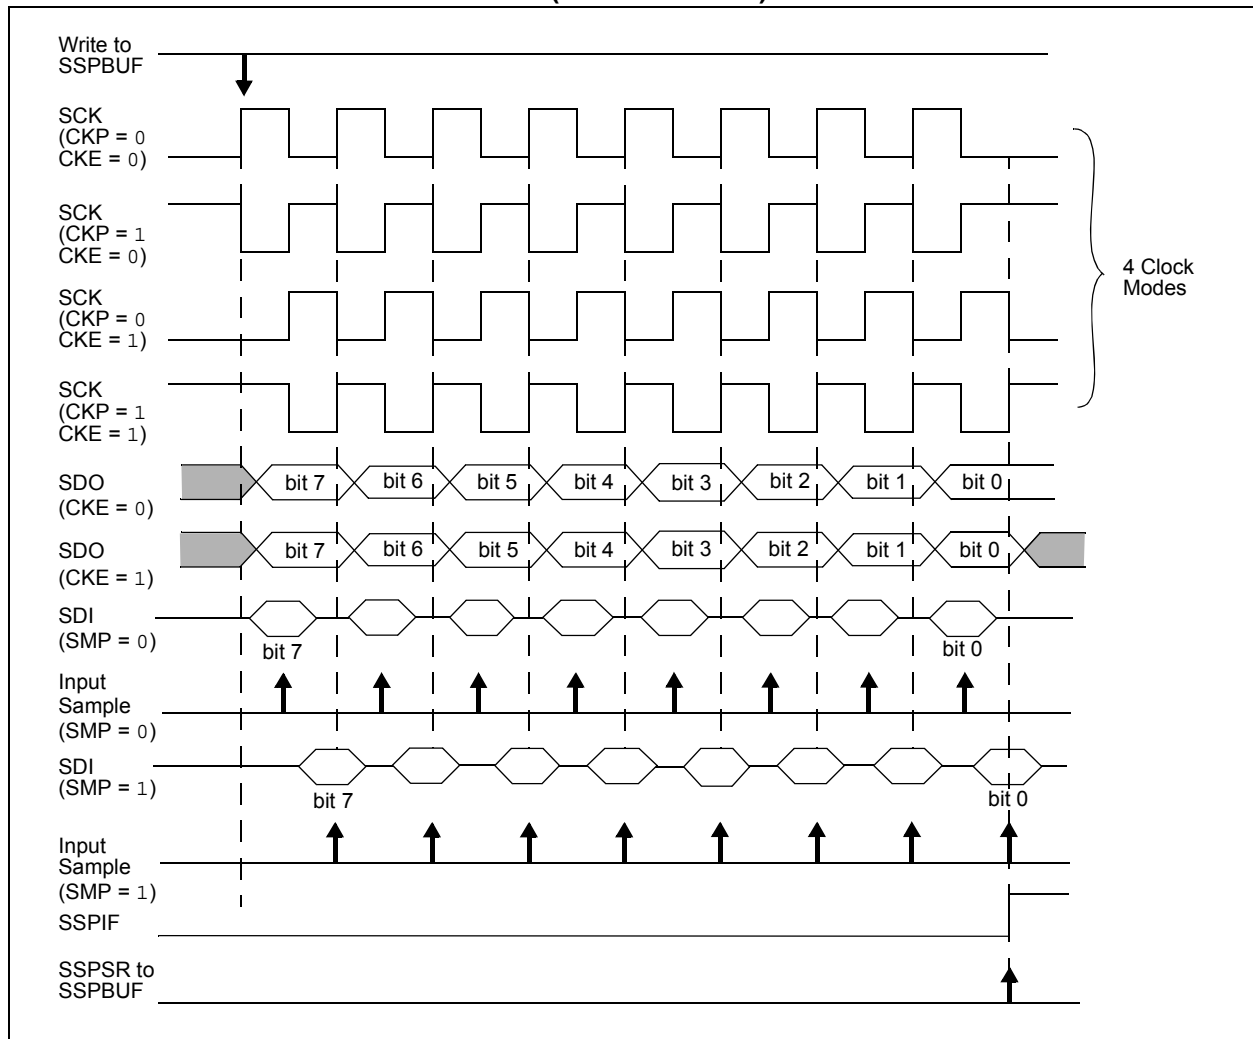 Write to
SSPBUF
SCK
(CKP = 0
CKE = 0)
SCK
(CKP = 1
CKE = 0)
4 Clock
Modes
SCK
(CKP = 0
CKE = 1)
SCK
(CKP = 1
CKE = 1)
SDO
(CKE = 0)
bit 7 bit 6 bit 5 bit 4 bit 3 bit 2 bit 1 bit 0
SDO
(CKE = 1)
bit 7 bit 6 bit 5 bit 4 bit 3 bit 2 bit 1 bit 0
SDI
(SMP = 0)
bit 7 bit 0
Input
Sample
(SMP = 0)
SDI
(SMP = 1)
bit 7 bit 0
Input
Sample
(SMP = 1)
SSPIF
SSPSR to
SSPBUF